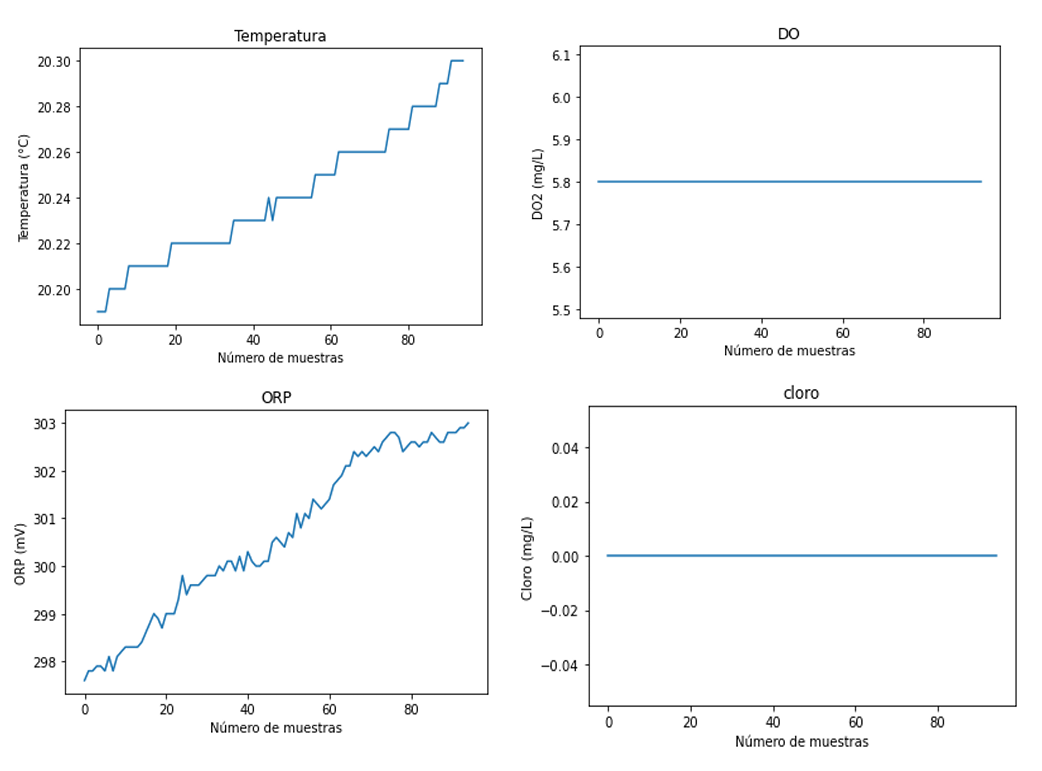 Temperatura
Temperatura (°C)
20.30
20.28
20.26
20.24
20.22
20.20
0 20 40 60 80
Número de muestras
DO
DO2 (mg/L)
6.1
6.0
5.9
5.8
5.7
5.6
5.5
0 20 40 60 80
Número de muestras
ORP
ORP (mV)
303
302
301
300
299
298
0 20 40 60 80
Número de muestras
cloro
Cloro (mg/L)
0.04
0.02
0.00
−0.02
−0.04
0 20 40 60 80
Número de muestras